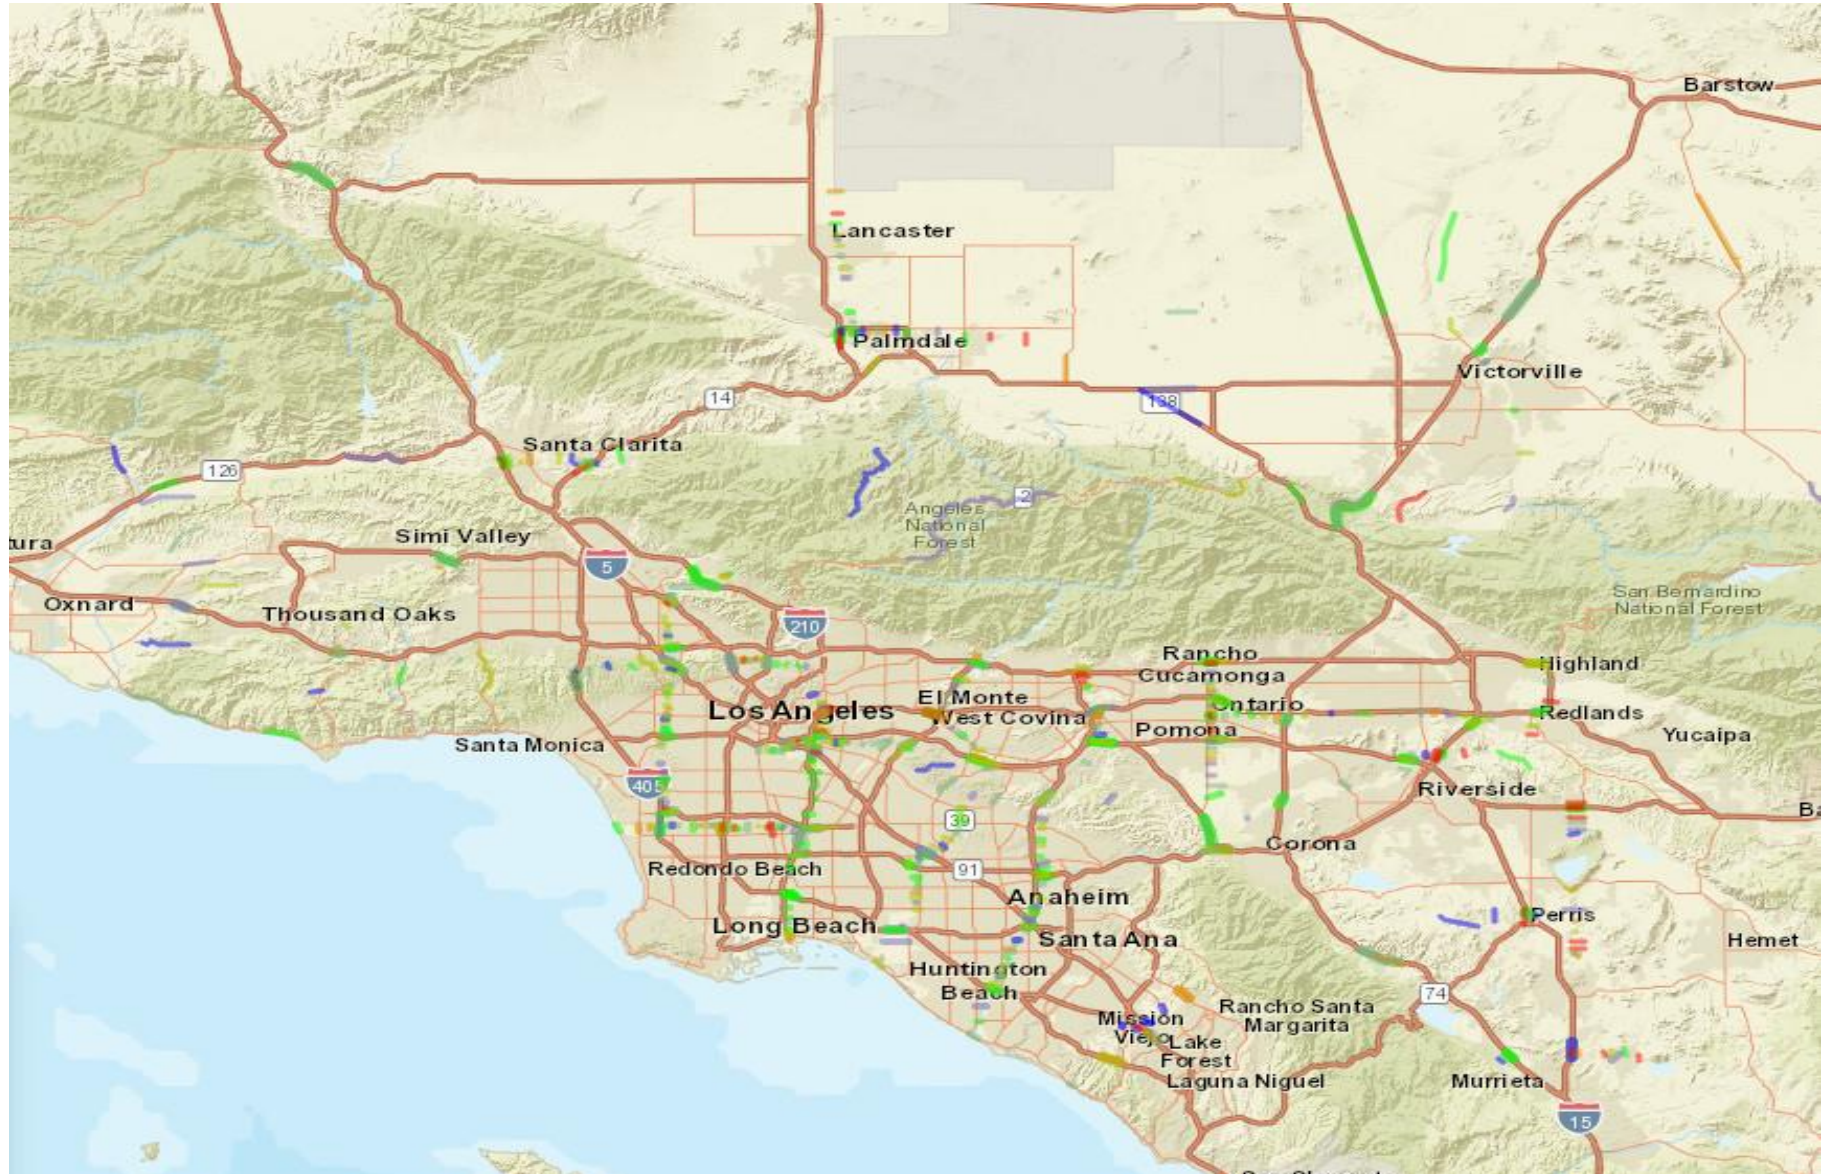 Barstow
Lancaster
Palmdale
Victorville
14
138
Santa Clarita
126
2
Angeles
National
Forest
Simi Valley
tura
5
Oxnard
Thousand Oaks
San Bernardino
National Forest
210
Rancho
Cucamonga
Highland
El Monte
Los Angeles
West Covina
Ontario
Redlands
Pomona
Yucaipa
Santa Monica
405
Riverside
39
Ba
Corona
Redondo Beach
91
Anaheim
Long Beach
Perris
Santa Ana
Hemet
Huntington
Beach
74
Rancho Santa
Margarita
Mission
Viejo
Lake
Forest
Laguna Niguel
Murrieta
15